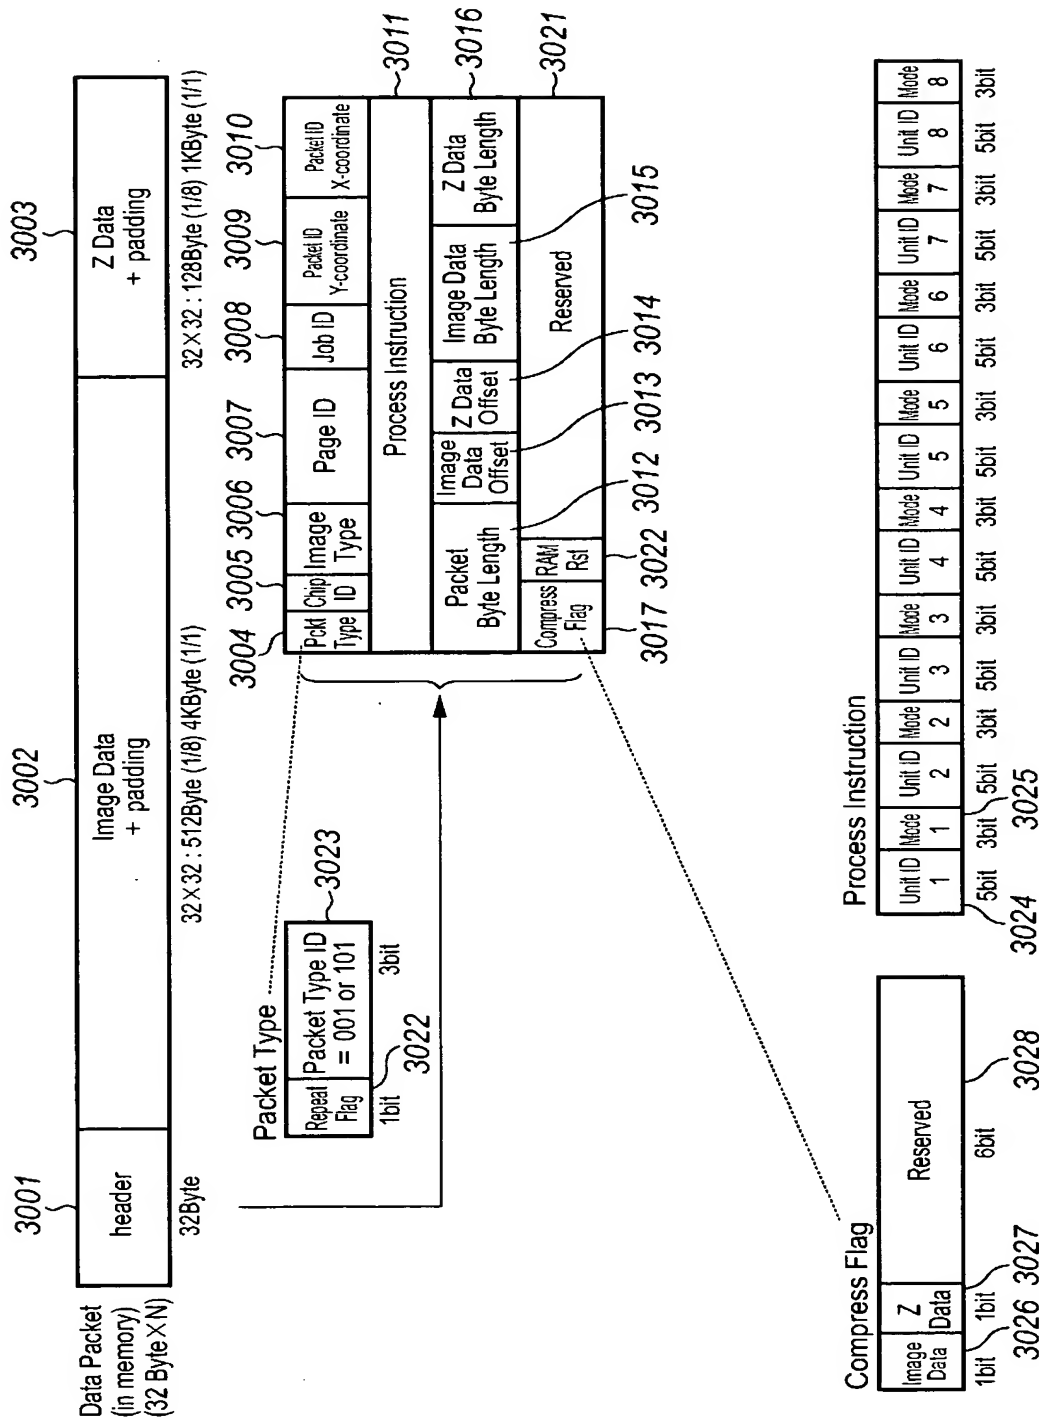 3001
3002
3003
Data Packet
(in memory)
(32 Byte×N)
header
Image Data
+ padding
Z Data
+ padding
32Byte
32×32 : 512Byte (1/8) 4KByte (1/1)
32×32 : 128Byte (1/8) 1KByte (1/1)
3004
3005
3006
3007
3008
3009
3010
Pckt
Type
Chip
ID
Image
Type
Page ID
Job ID
Packet ID
Y-coordinate
Packet ID
X-coordinate
Process Instruction
3011
Packet
Byte Length
Image
Data
Offset
Z Data
Offset
Image Data
Byte Length
Z Data
Byte Length
3016
Compress
Flag
RAM
Rst
Reserved
3021
3017
3022
3012
3013
3014
3015
Packet Type
Repeat
Flag
Packet Type ID
= 001 or 101
3023
1bit
3022
3bit
Compress Flag
Image
Data
Z
Data
Reserved
1bit
3026
1bit
3027
6bit
3028
Process Instruction
Unit ID
1
Mode
1
Unit ID
2
Mode
2
Unit ID
3
Mode
3
Unit ID
4
Mode
4
Unit ID
5
Mode
5
Unit ID
6
Mode
6
Unit ID
7
Mode
7
Unit ID
8
Mode
8
5bit
3bit
5bit
3bit
5bit
3bit
5bit
3bit
5bit
3bit
5bit
3bit
5bit
3bit
5bit
3bit
3024
3025